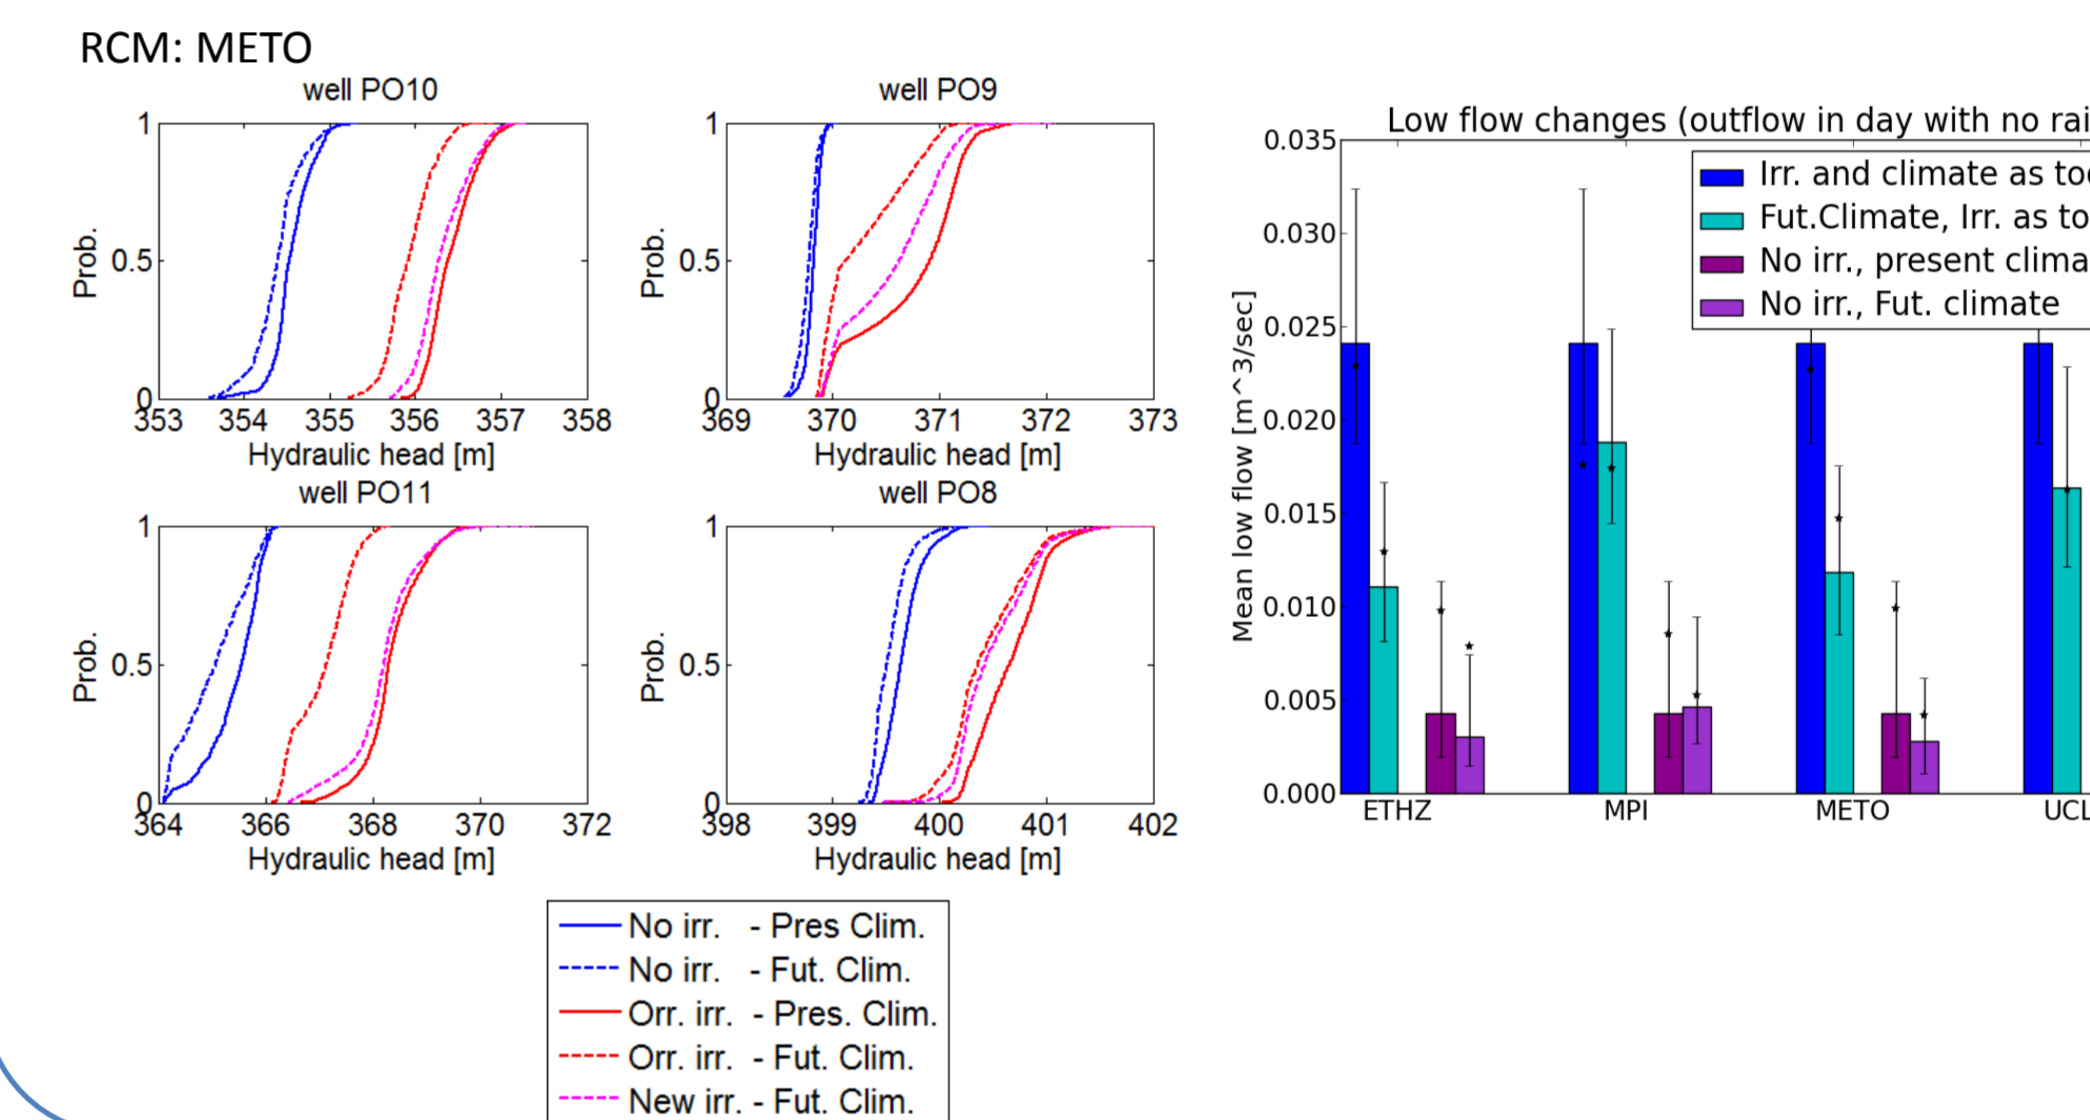 RCM: METO
well PO10
1
0.5
0
Prob.
353 354 355 356 357 358
Hydraulic head [m]
well PO9
1
0.5
0
Prob.
369 370 371 372 373
Hydraulic head [m]
well PO11
1
0.5
0
Prob.
364 366 368 370 372
Hydraulic head [m]
well PO8
1
0.5
0
Prob.
398 399 400 401 402
Hydraulic head [m]
No irr. - Pres Clim.
No irr. - Fut. Clim.
Orr. irr. - Pres. Clim.
Orr. irr. - Fut. Clim.
New irr. - Fut. Clim.
Low flow changes (outflow in day with no rai
Mean low flow [m^3/sec]
0.035
0.030
0.025
0.020
0.015
0.010
0.005
0.000
Irr. and climate as to
Fut.Climate, Irr. as to
No irr., present clima
No irr., Fut. climate
ETHZ MPI METO UCL